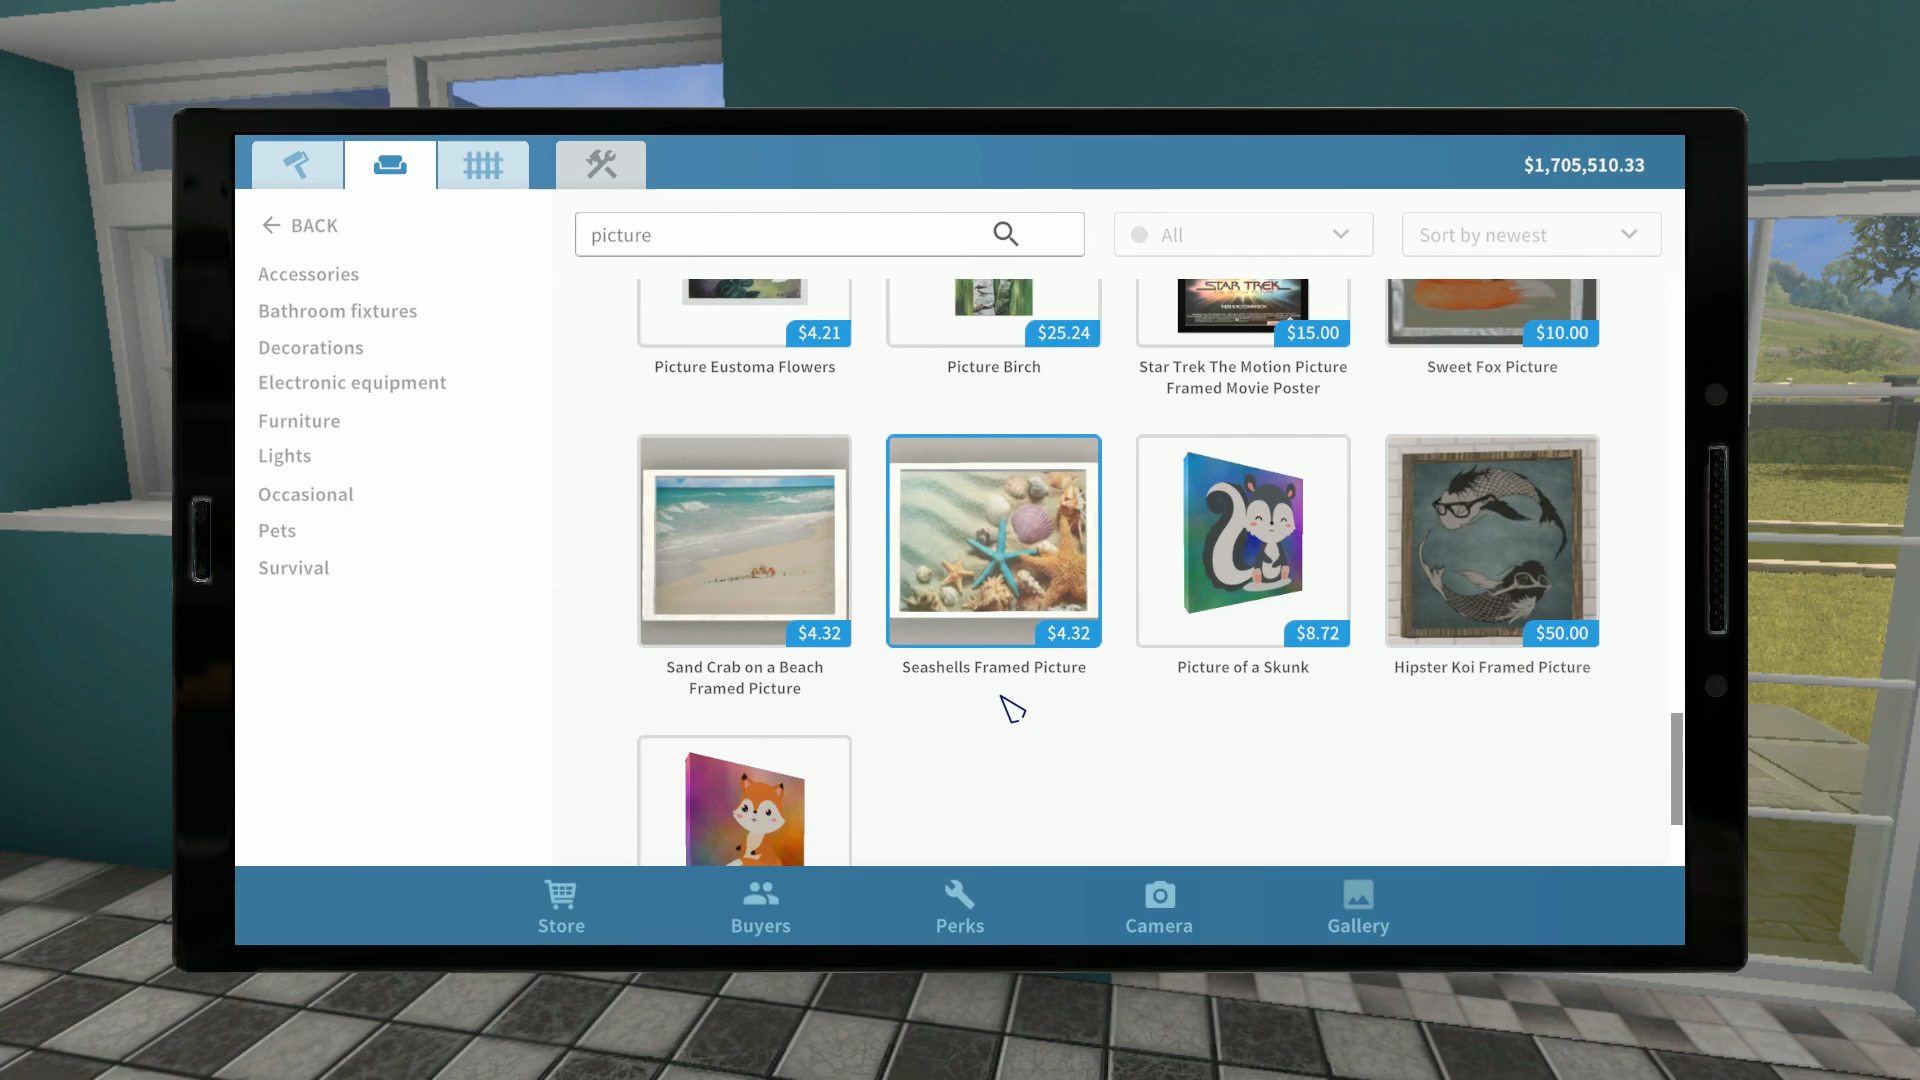 $1,705,510.33
BACK
picture
All
Sort by newest
Accessories
Bathroom fixtures
Decorations
Electronic equipment
Furniture
Lights
Occasional
Pets
Survival
STAR TREK
$4.21
$25.24
$15.00
$10.00
Picture Eustoma Flowers
Picture Birch
Star Trek The Motion Picture
Framed Movie Poster
Sweet Fox Picture
$4.32
$4.32
$8.72
$50.00
Sand Crab on a Beach
Framed Picture
Seashells Framed Picture
Picture of a Skunk
Hipster Koi Framed Picture
Store
Buyers
Perks
Camera
Gallery